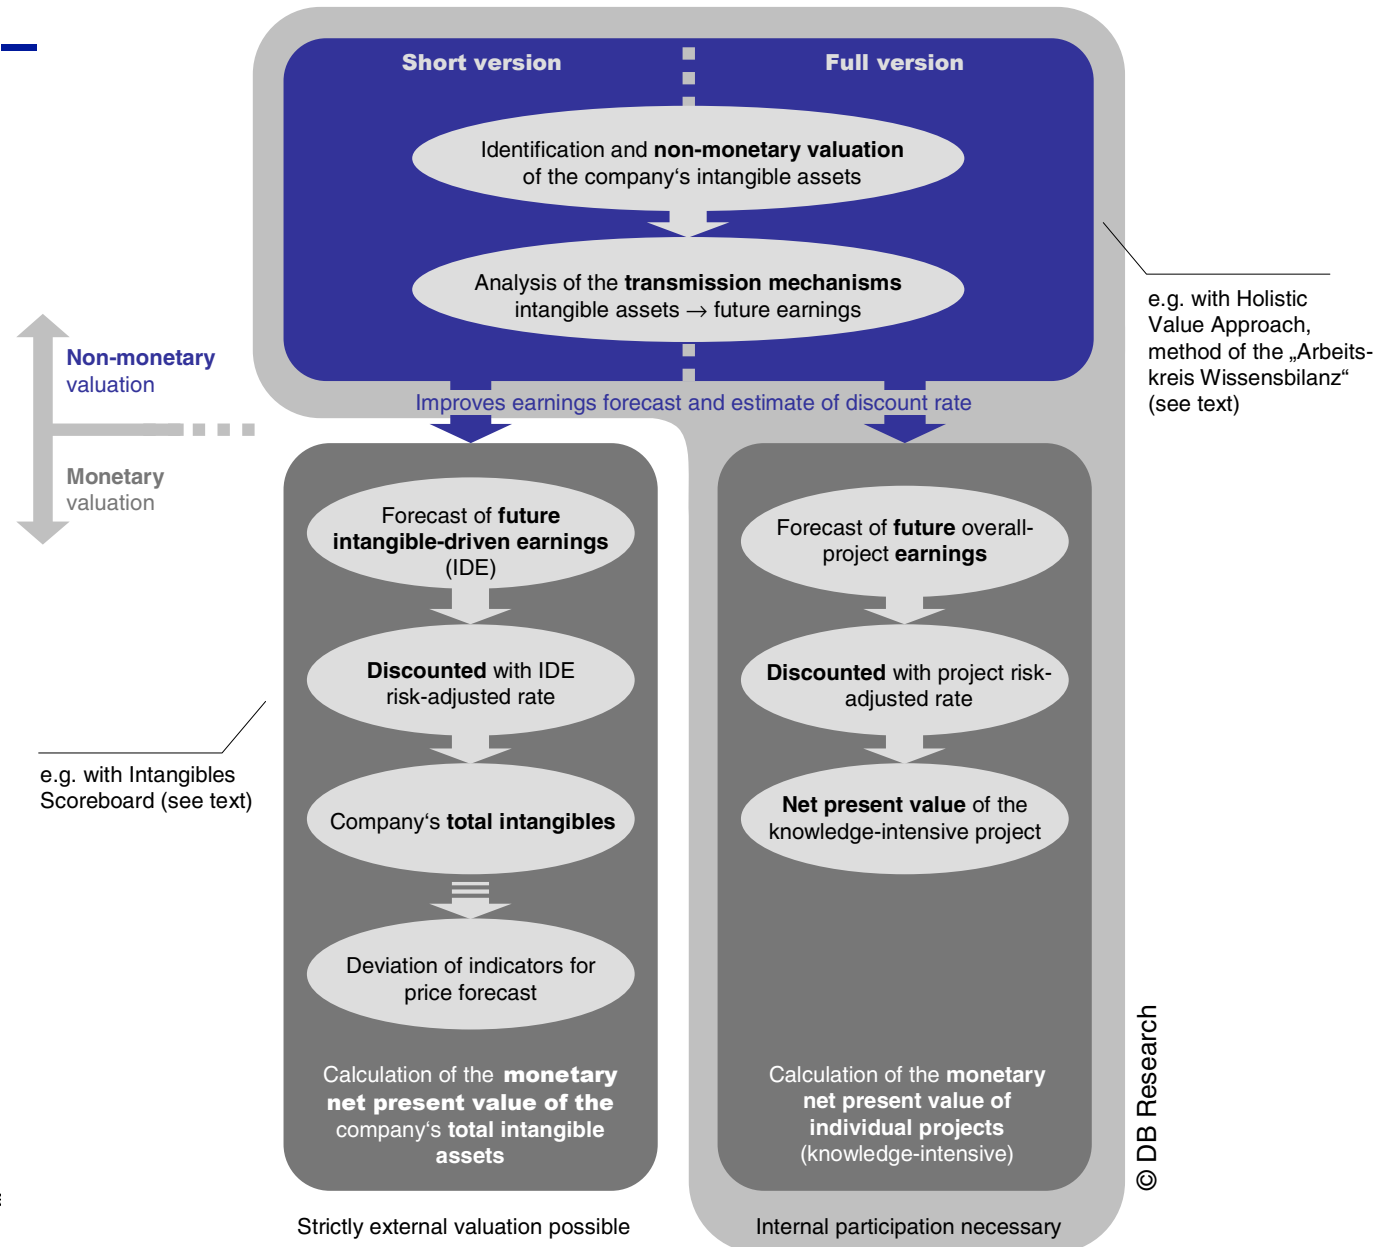 Short version
Full version
Identification and non-monetary valuation
of the company‘s intangible assets
Analysis of the transmission mechanisms
intangible assets → future earnings
e.g. with Holistic
Value Approach,
method of the „Arbeits-
kreis Wissensbilanz“
(see text)
Non-monetary
valuation
Monetary
valuation
Improves earnings forecast and estimate of discount rate
Forecast of future
intangible-driven earnings
(IDE)
Discounted with IDE
risk-adjusted rate
e.g. with Intangibles
Scoreboard (see text)
Company‘s total intangibles
Deviation of indicators for
price forecast
Calculation of the monetary
net present value of the
company‘s total intangible
assets
Strictly external valuation possible
Forecast of future overall-
project earnings
Discounted with project risk-
adjusted rate
Net present value of the
knowledge-intensive project
Calculation of the monetary
net present value of
individual projects
(knowledge-intensive)
Internal participation necessary
© DB Research